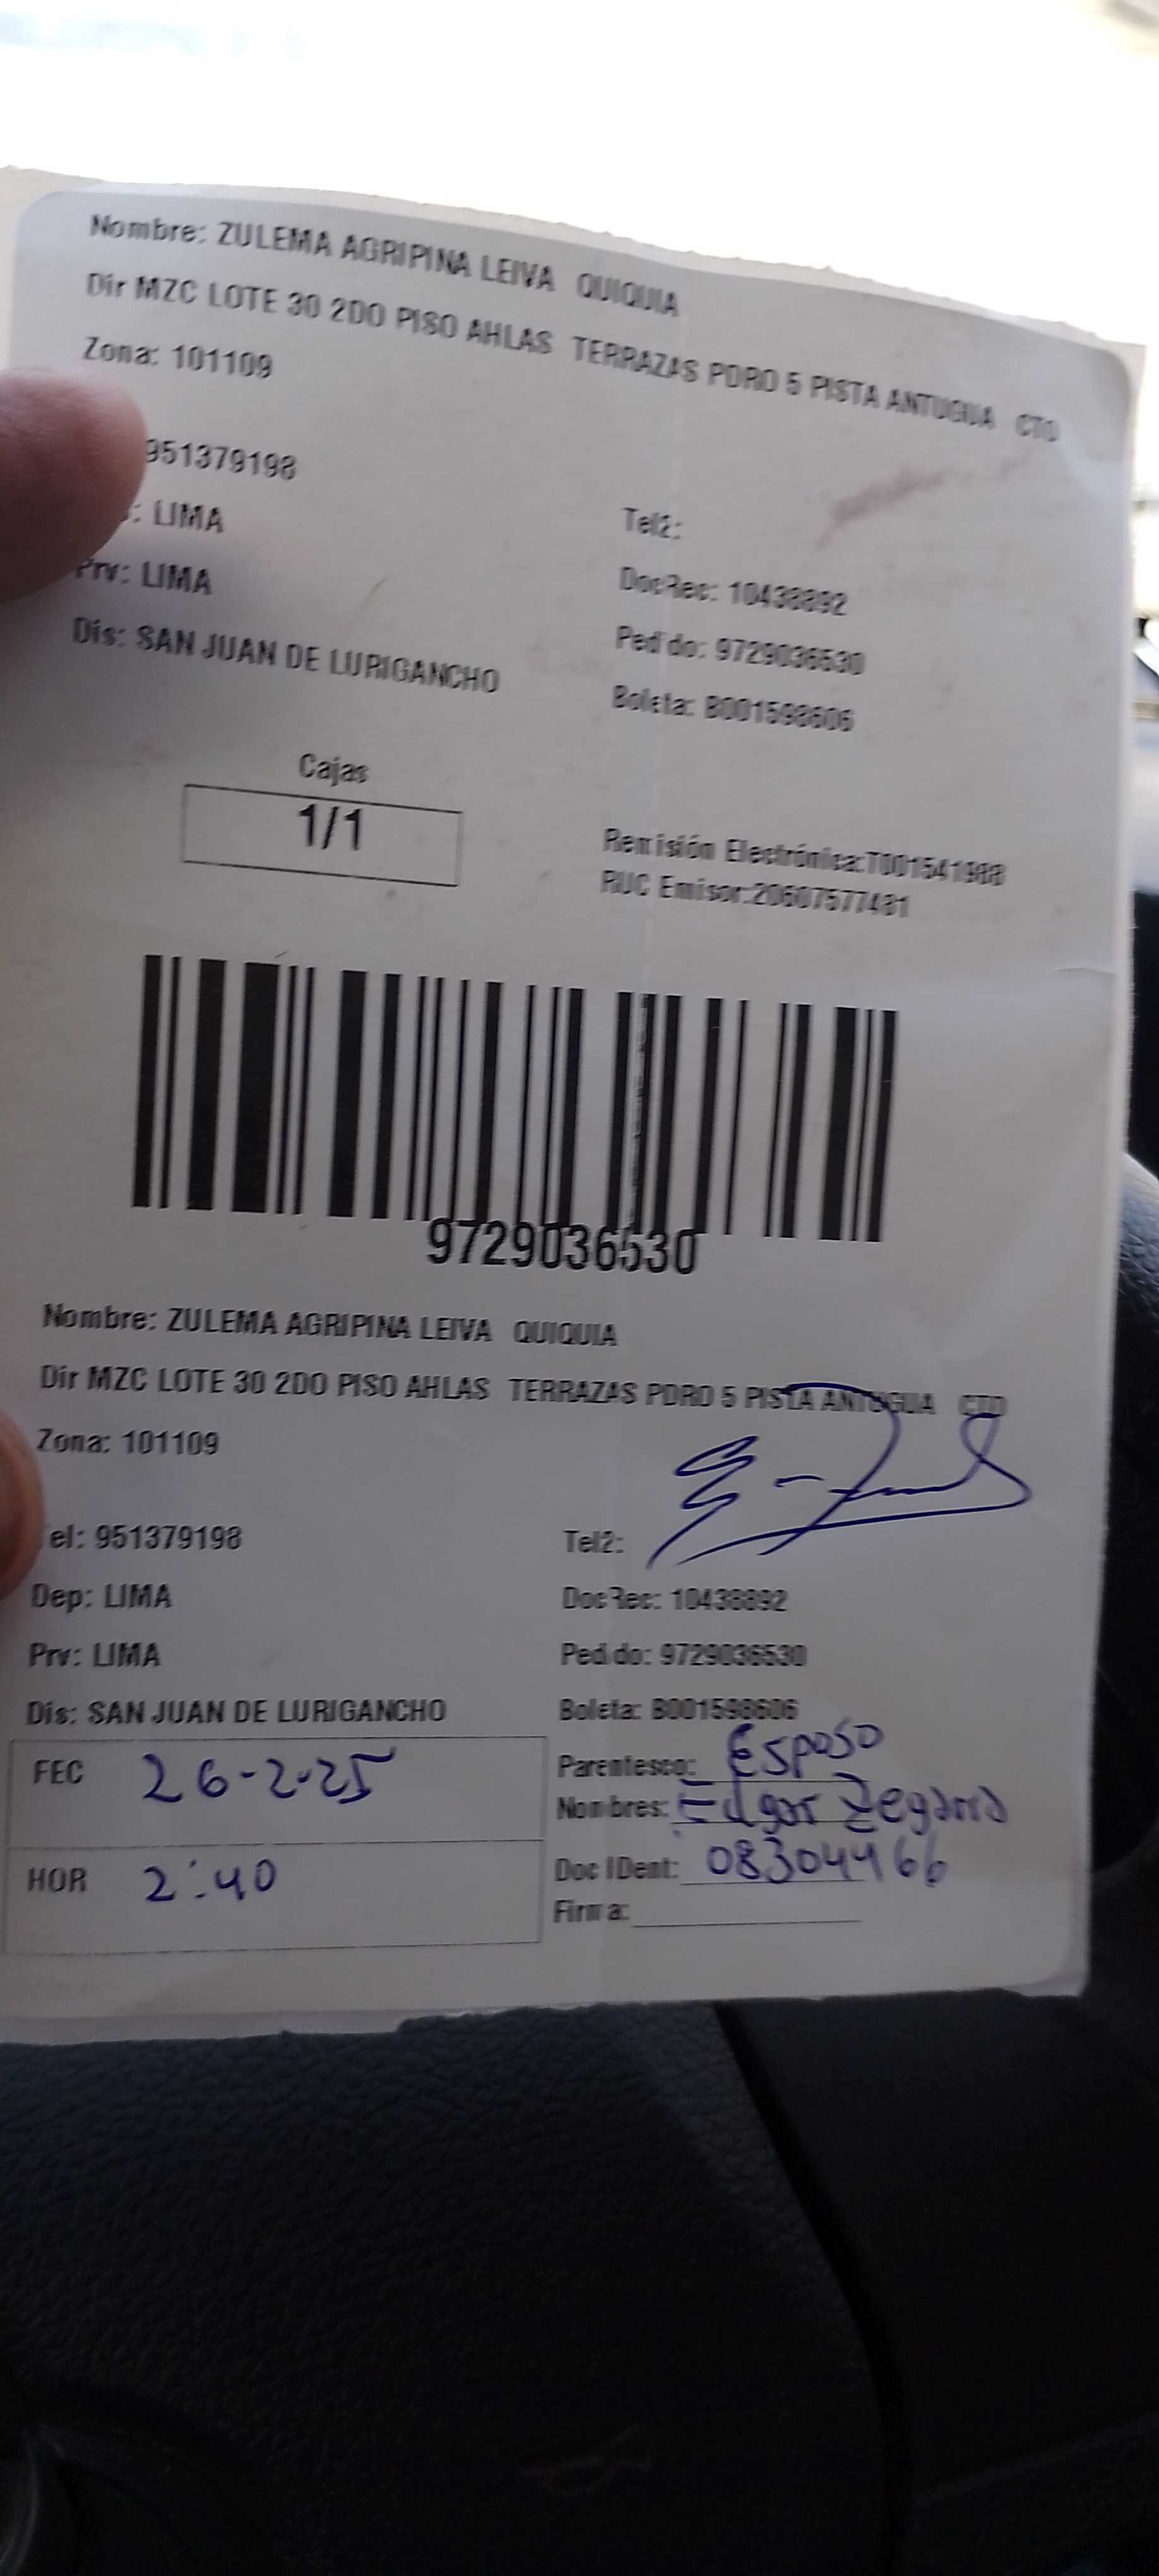 Nombre: ZULEMA AGRIPINA LEIVA QUIQUIA
Dir MZC LOTE 30 2DO PISO AHLAS TERRAZAS PDRO 5 PISTA ANTUGUA CTO
Zona: 101109
951379198
: LIMA
Tel2:
Prv: LIMA
DocRec: 10438892
Dis: SAN JUAN DE LURIGANCHO
Pedido: 9729036530
Boleta: B001598606
Cajas
1/1
Remisión Electrónica:T001541988
RUC Emisor:20607577431
9729036530
Nombre: ZULEMA AGRIPINA LEIVA QUIQUIA
Dir MZC LOTE 30 2DO PISO AHLAS TERRAZAS PDRO 5 PISTA ANTUGUA CTO
Zona: 101109
el: 951379198
Tel2:
Dep: LIMA
DocRec: 10438892
Prv: LIMA
Pedido: 9729036530
Dis: SAN JUAN DE LURIGANCHO
Boleta: B001598606
FEC 26-2-25
Parentesco: Esposo
Nombres: Edgar Zegarra
HOR 2:40
Doc IDent: 08304466
Firma: